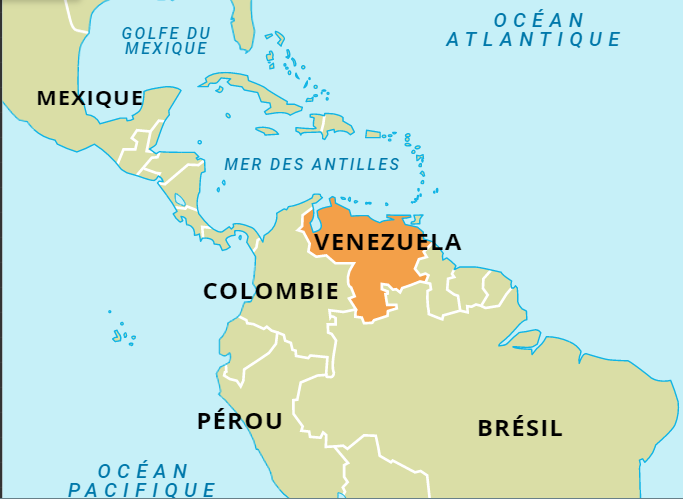 OCÉAN
ATLANTIQUE
GOLFE DU
MEXIQUE
MEXIQUE
MER DES ANTILLES
VENEZUELA
COLOMBIE
PÉROU
BRÉSIL
OCÉAN
PACIFIQUE